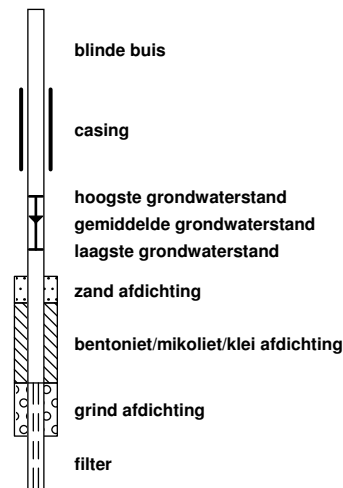 blinde buis
casing
hoogste grondwaterstand
gemiddelde grondwaterstand
laagste grondwaterstand
zand afdichting
bentoniet/mikoliet/klei afdichting
grind afdichting
filter